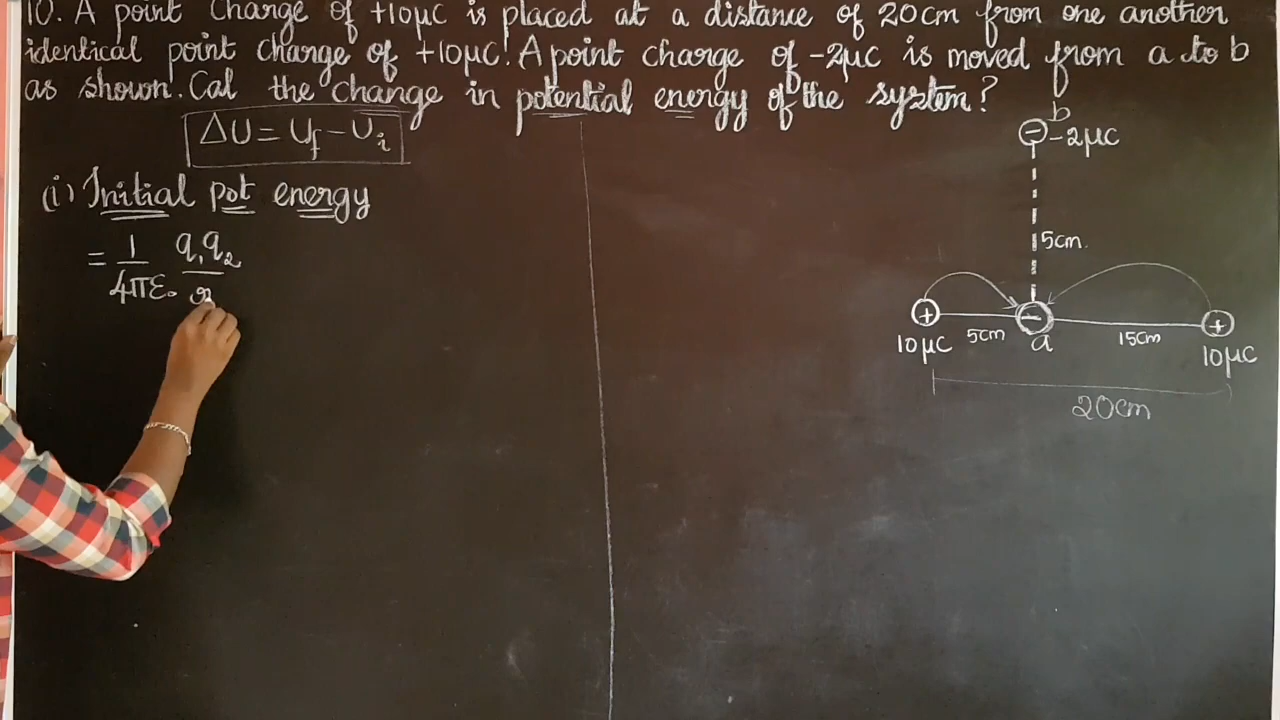 10. A point charge of +10μC is placed at a distance of 20cm from one another
identical point charge of +10μC. A point charge of -2μC is moved from a to b
as shown. Cal the change in potential energy of the system?
ΔU = Uf - Ui
(i) Initial pot energy
= 1/4πε₀ q₁q₂/r
b
-2μC
5cm.
+
-
+
10μC
5cm
a
15cm
10μC
20cm